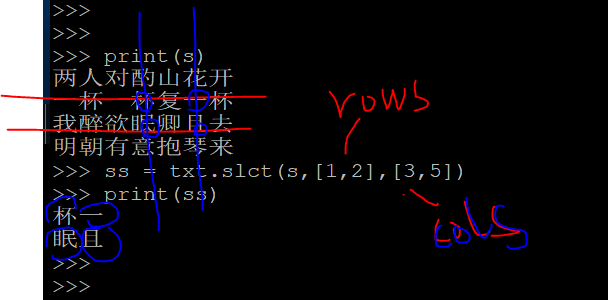 >>>
>>>
>>> print(s)
两人对酌山花开
一杯一杯复一杯
我醉欲眠卿且去
明朝有意抱琴来
rows
>>> ss = txt.slct(s,[1,2],[3,5])
>>> print(ss)
杯一
眠且
cols
>>>
>>>